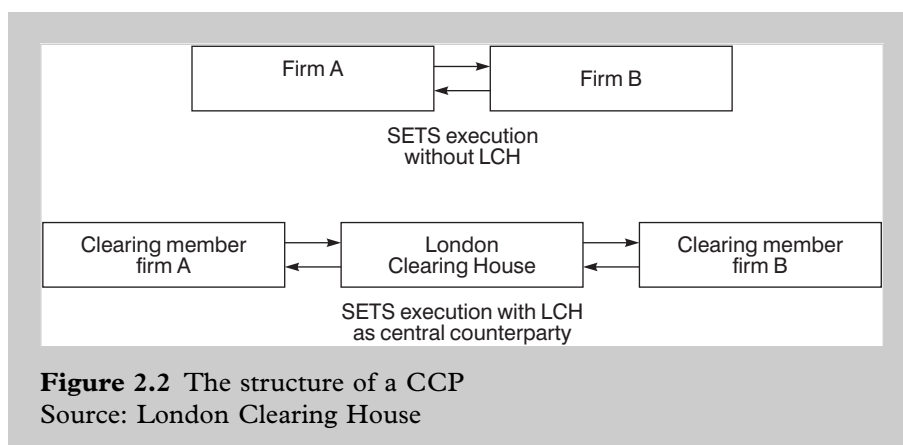 Firm A
Firm B
SETS execution
without LCH
Clearing member
firm A
London
Clearing House
Clearing member
firm B
SETS execution with LCH
as central counterparty
Figure 2.2 The structure of a CCP
Source: London Clearing House